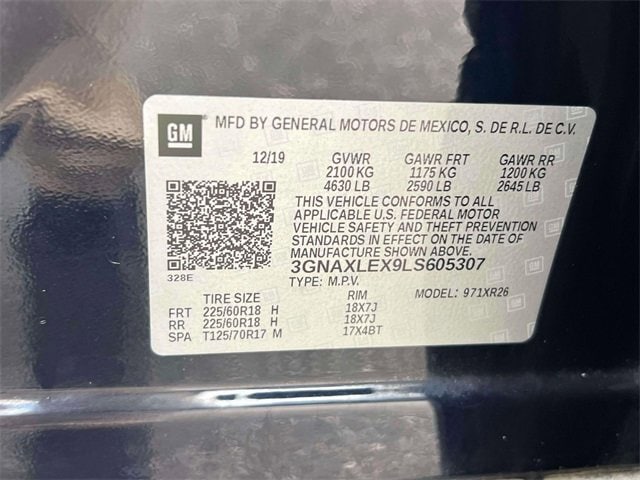 GM MFD BY GENERAL MOTORS DE MEXICO, S. DE R.L. DE C.V.
12/19 GVWR GAWR FRT GAWR RR
2100 KG 1175 KG 1200 KG
4630 LB 2590 LB 2645 LB
THIS VEHICLE CONFORMS TO ALL
APPLICABLE U.S. FEDERAL MOTOR
VEHICLE SAFETY AND THEFT PREVENTION
STANDARDS IN EFFECT ON THE DATE OF
MANUFACTURE SHOWN ABOVE.
3GNAXLEX9LS605307
328E
TYPE: M.P.V. MODEL: 971XR26
TIRE SIZE RIM
FRT 225/60R18 H 18X7J
RR 225/60R18 H 18X7J
SPA T125/70R17 M 17X4BT